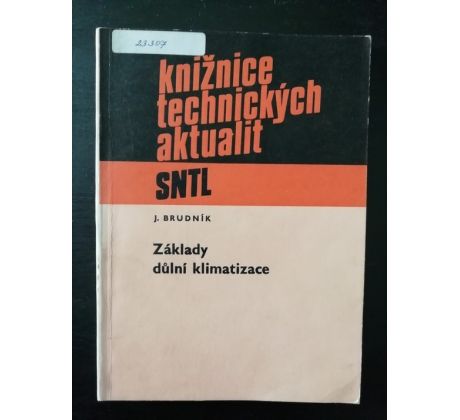 23307
knižnice
technických
aktualit
SNTL
J. BRUDNÍK
Základy
důlní klimatizace